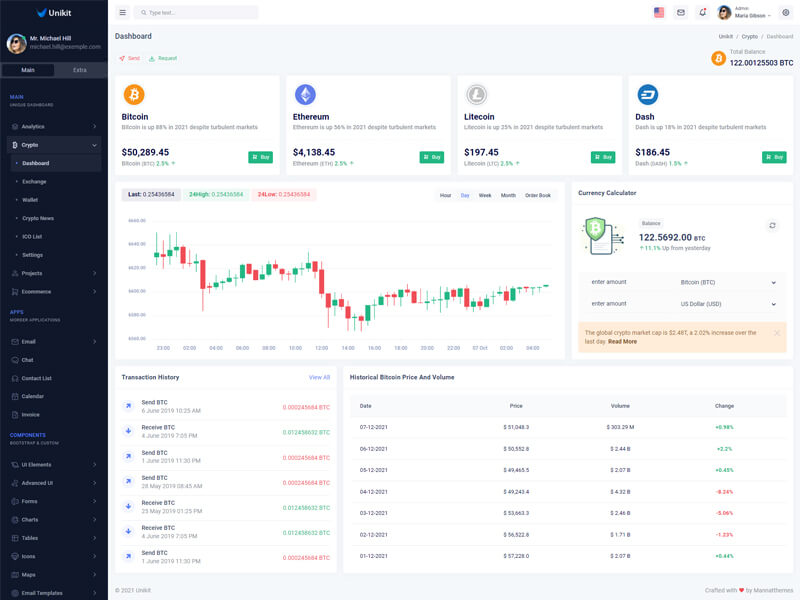 Unikit
Mr. Michael Hill
michael.hill@exemple.com
Main
Extra
MAIN
UNIQUE DASHBOARD
Analytics
Crypto
Dashboard
Exchange
Wallet
Crypto News
ICO List
Settings
Projects
Ecommerce
APPS
MORDER APPLICATIONS
Email
Chat
Contact List
Calendar
Invoice
COMPONENTS
BOOTSTRAP & CUSTOM
UI Elements
Advanced UI
Forms
Charts
Tables
Icons
Maps
Email Templates
Type text...
Admin
Maria Gibson
Dashboard
Unikit / Crypto / Dashboard
Send
Request
Total Balance
122.00125503 BTC
Bitcoin
Bitcoin is up 88% in 2021 despite turbulent markets
$50,289.45
Bitcoin (BTC) 2.5% ↑
Buy
Ethereum
Ethereum is up 56% in 2021 despite turbulent markets
$4,138.45
Ethereum (ETH) 2.5% ↑
Buy
Litecoin
Litecoin is up 25% in 2021 despite turbulent markets
$197.45
Litecoin (LTC) 2.5% ↑
Buy
Dash
Dash is up 18% in 2021 despite turbulent markets
$186.45
Dash (DASH) 1.5% ↑
Buy
Last: 0.25436584
24High: 0.25436584
24Low: 0.25436584
Hour
Day
Week
Month
Order Book
6660.00
6640.00
6620.00
6600.00
6580.00
6560.00
23:00 02:00 04:00 06:00 08:00 10:00 12:00 14:00 16:00 18:00 20:00 22:00 07 Oct 02:00 04:00
Currency Calculator
Balance
122.5692.00 BTC
↑ 11.1% Up from yesterday
enter amount
Bitcoin (BTC)
enter amount
US Dollar (USD)
The global crypto market cap is $2.48T, a 2.02% increase over the
last day. Read More
Transaction History
View All
Send BTC
6 June 2019 10:25 AM
0.000245684 BTC
Receive BTC
4 June 2019 7:05 PM
0.012458632 BTC
Send BTC
1 June 2019 11:30 PM
0.000245684 BTC
Send BTC
28 May 2019 08:45 AM
0.000245684 BTC
Receive BTC
25 May 2019 01:25 PM
0.012458632 BTC
Receive BTC
4 June 2019 7:05 PM
0.012458632 BTC
Send BTC
1 June 2019 11:30 PM
0.000245684 BTC
Historical Bitcoin Price And Volume
Date Price Volume Change
07-12-2021 $ 51,048.3 $ 303.29 M +0.98%
06-12-2021 $ 50,552.8 $ 2.44 B +2.2%
05-12-2021 $ 49,465.5 $ 2.07 B +0.45%
04-12-2021 $ 49,243.4 $ 4.32 B -8.24%
03-12-2021 $ 53,663.3 $ 2.46 B -5.06%
02-12-2021 $ 56,522.8 $ 1.71 B -1.23%
01-12-2021 $ 57,228.0 $ 2.07 B +0.44%
© 2021 Unikit
Crafted with ♥ by Mannatthemes